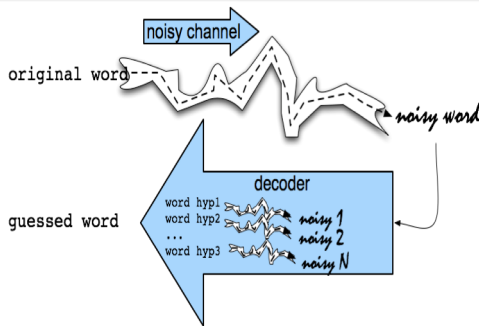 noisy channel
original word
noisy word
decoder
word hyp1
noisy 1
word hyp2
noisy 2
...
word hyp3
noisy N
guessed word